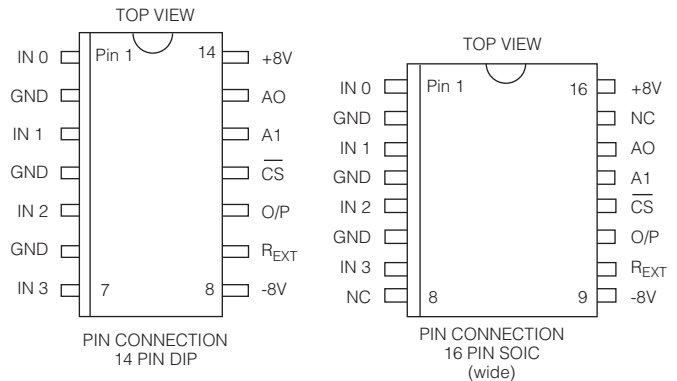 TOP VIEW
Pin 1 14
IN 0 +8V
GND AO
IN 1 A1
GND C̅S̅
IN 2 O/P
GND REXT
IN 3 7 8 -8V
PIN CONNECTION
14 PIN DIP
TOP VIEW
Pin 1 16
IN 0 +8V
GND NC
IN 1 AO
GND A1
IN 2 C̅S̅
GND O/P
IN 3 REXT
NC 8 9 -8V
PIN CONNECTION
16 PIN SOIC
(wide)